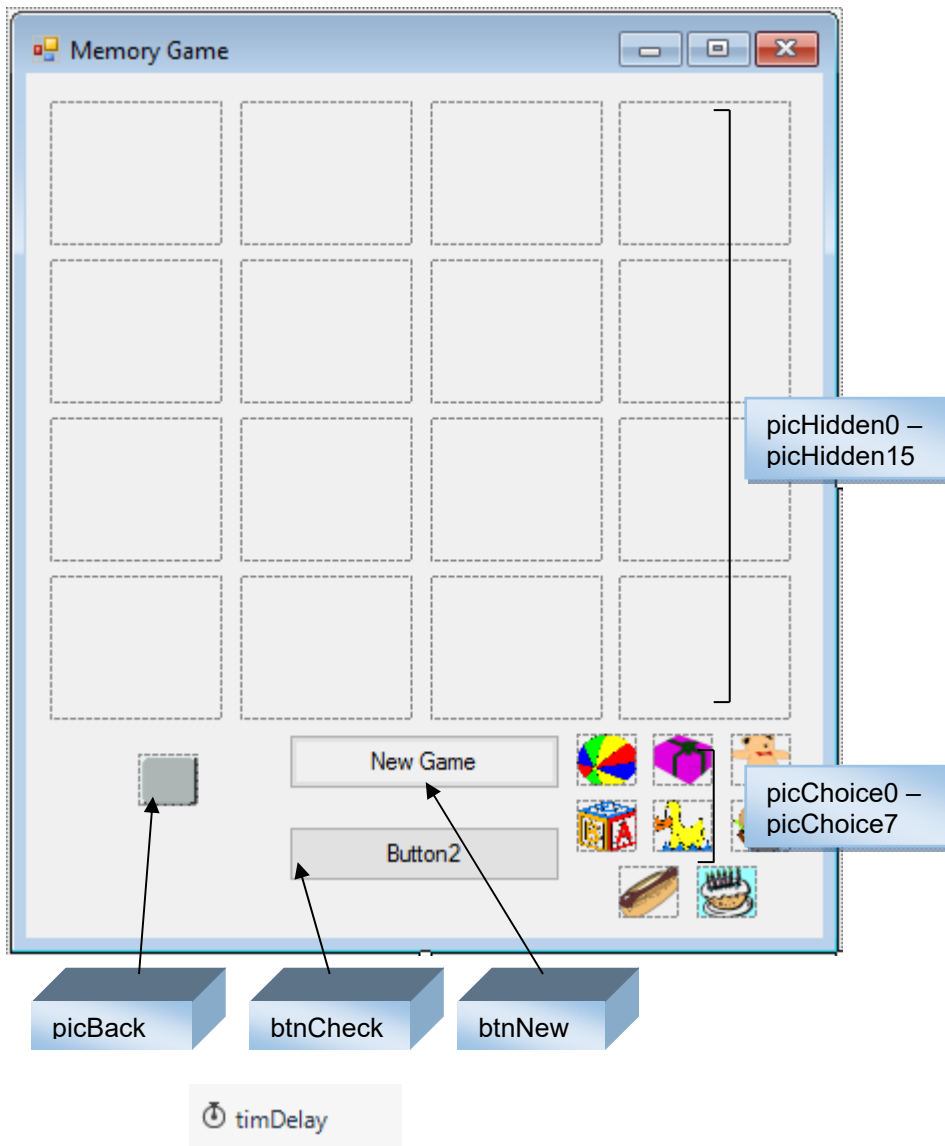 Memory Game
picHidden0 –
picHidden15
New Game
picChoice0 –
picChoice7
A
Button2
picBack
btnCheck
btnNew
timDelay